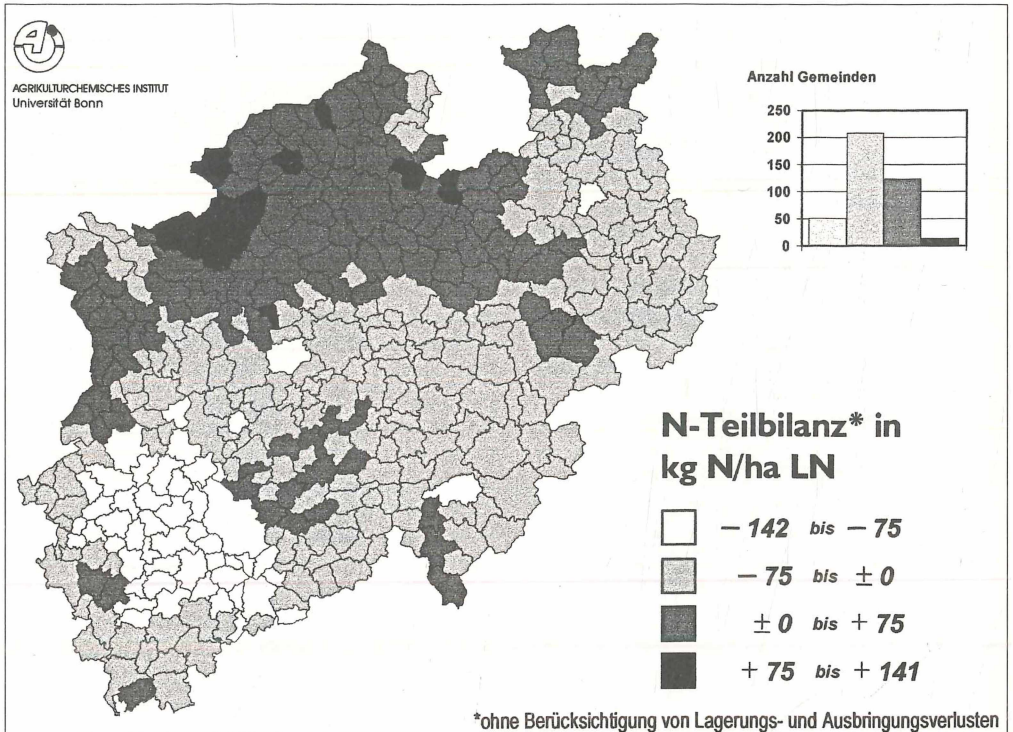 AGRIKULTURCHEMISCHES INSTITUT
Universität Bonn
Anzahl Gemeinden
250
200
150
100
50
0
N-Teilbilanz* in
kg N/ha LN
– 142 bis – 75
– 75 bis ± 0
± 0 bis + 75
+ 75 bis + 141
*ohne Berücksichtigung von Lagerungs- und Ausbringungsverlusten